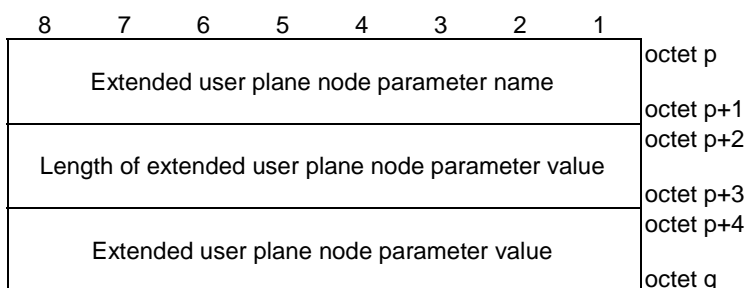 8 7 6 5 4 3 2 1
octet p
Extended user plane node parameter name
octet p+1
octet p+2
Length of extended user plane node parameter value
octet p+3
octet p+4
Extended user plane node parameter value
octet q